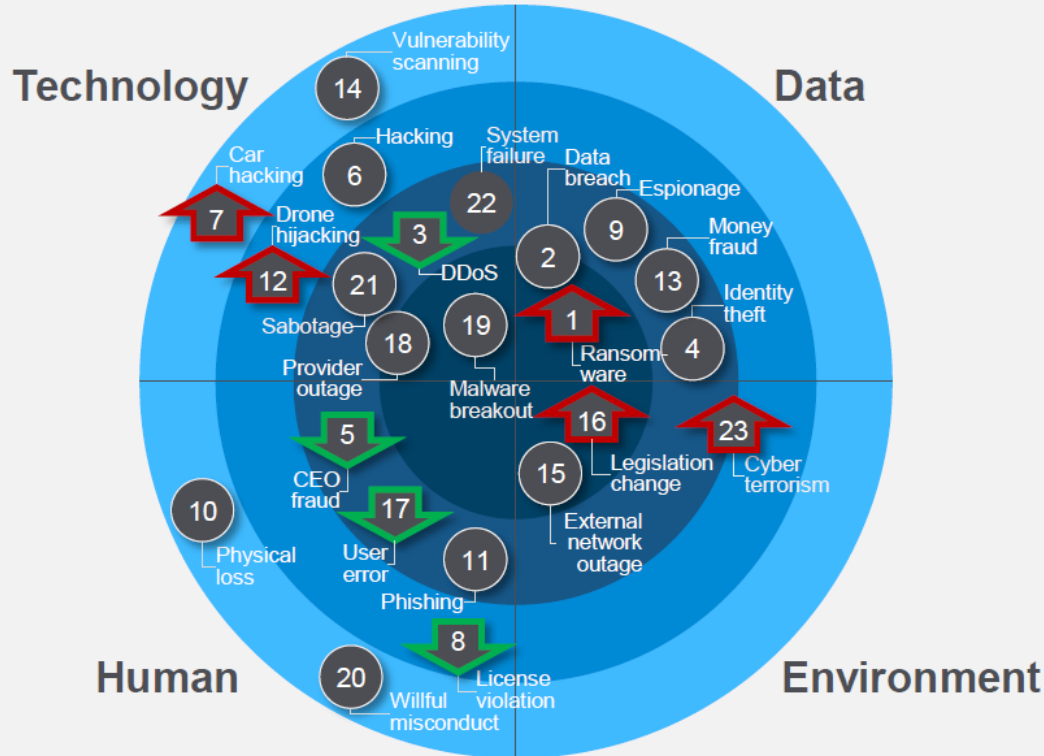 Technology
Data
Vulnerability
scanning
14
Hacking
6
System
failure
22
Data
breach
2
Espionage
9
Car
hacking
7
Drone
hijacking
12
3
DDoS
Money
fraud
13
21
Sabotage
Identity
theft
4
1
Ransom-
ware
19
Malware
breakout
18
Provider
outage
5
CEO
fraud
16
Legislation
change
23
Cyber
terrorism
15
External
network
outage
10
Physical
loss
17
User
error
11
Phishing
8
License
violation
20
Willful
misconduct
Human
Environment